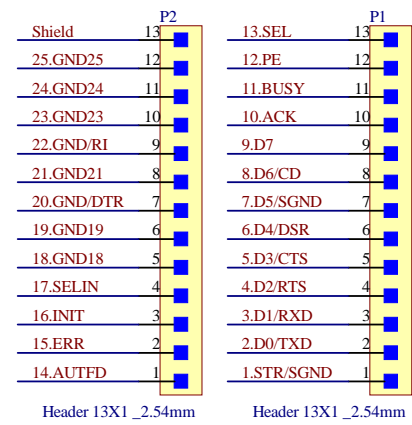 P2
Shield 13
25.GND25 12
24.GND24 11
23.GND23 10
22.GND/RI 9
21.GND21 8
20.GND/DTR 7
19.GND19 6
18.GND18 5
17.SELIN 4
16.INIT 3
15.ERR 2
14.AUTFD 1
Header 13X1 _2.54mm
P1
13.SEL 13
12.PE 12
11.BUSY 11
10.ACK 10
9.D7 9
8.D6/CD 8
7.D5/SGND 7
6.D4/DSR 6
5.D3/CTS 5
4.D2/RTS 4
3.D1/RXD 3
2.D0/TXD 2
1.STR/SGND 1
Header 13X1 _2.54mm